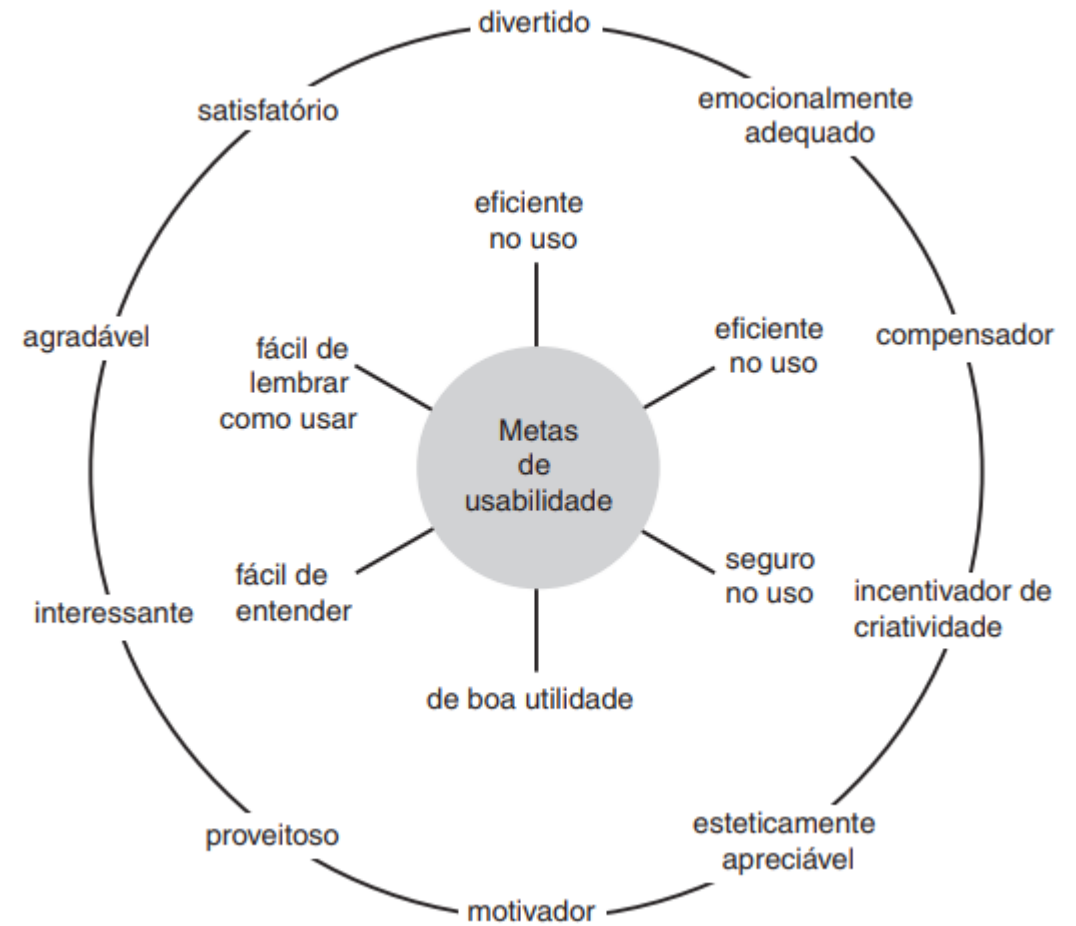 divertido
emocionalmente
adequado
satisfatório
eficiente
no uso
agradável
fácil de
lembrar
como usar
eficiente
no uso
compensador
Metas
de
usabilidade
fácil de
entender
seguro
no uso
interessante
incentivador de
criatividade
de boa utilidade
proveitoso
esteticamente
apreciável
motivador